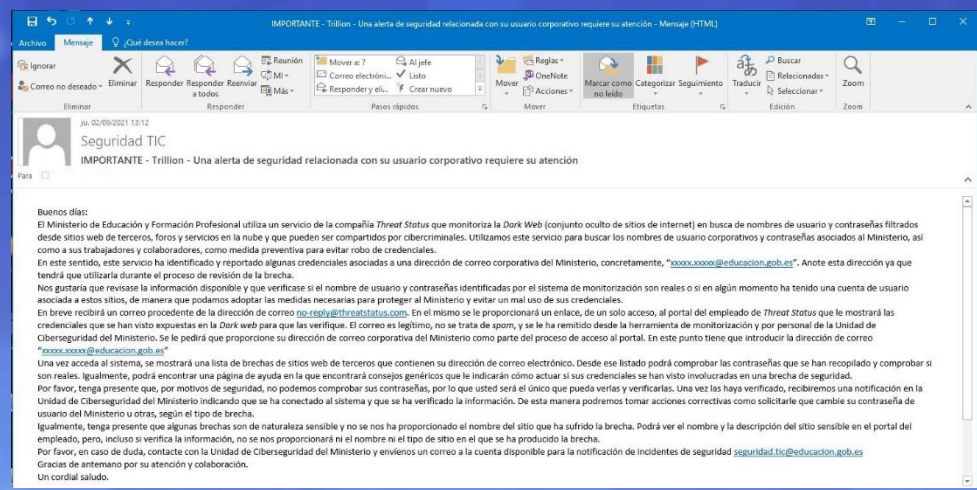 IMPORTANTE - Trillion - Una alerta de seguridad relacionada con su usuario corporativo requiere su atención - Mensaje (HTML)
Archivo Mensaje ¿Qué desea hacer?
Ignorar
Correo no deseado
Eliminar
Responder
Responder a todos
Reenviar
Reunión
MI
Más
Mover a: ?
Correo electróni...
Responder y eli...
Al jefe
Listo
Crear nuevo
Mover
Reglas
OneNote
Acciones
Marcar como no leído
Categorizar
Seguimiento
Traducir
Buscar
Relacionadas
Seleccionar
Zoom
Eliminar Responder Pasos rápidos Mover Etiquetas Edición Zoom
ju. 02/09/2021 13:12
Seguridad TIC
IMPORTANTE - Trillion - Una alerta de seguridad relacionada con su usuario corporativo requiere su atención
Para
Buenos días:
El Ministerio de Educación y Formación Profesional utiliza un servicio de la compañía Threat Status que monitoriza la Dark Web (conjunto oculto de sitios de internet) en busca de nombres de usuario y contraseñas filtrados
desde sitios web de terceros, foros y servicios en la nube y que pueden ser compartidos por cibercriminales. Utilizamos este servicio para buscar los nombres de usuario corporativos y contraseñas asociados al Ministerio, así
como a sus trabajadores y colaboradores, como medida preventiva para evitar robo de credenciales.
En este sentido, este servicio ha identificado y reportado algunas credenciales asociadas a una dirección de correo corporativa del Ministerio, concretamente, "xxxxx.xxxxx@educacion.gob.es". Anote esta dirección ya que
tendrá que utilizarla durante el proceso de revisión de la brecha.
Nos gustaría que revisase la información disponible y que verificase si el nombre de usuario y contraseñas identificadas por el sistema de monitorización son reales o si en algún momento ha tenido una cuenta de usuario
asociada a estos sitios, de manera que podamos adoptar las medidas necesarias para proteger al Ministerio y evitar un mal uso de sus credenciales.
En breve recibirá un correo procedente de la dirección de correo no-reply@threatstatus.com. En el mismo se le proporcionará un enlace, de un solo acceso, al portal del empleado de Threat Status que le mostrará las
credenciales que se han visto expuestas en la Dark web para que las verifique. El correo es legítimo, no se trata de spam, y se le ha remitido desde la herramienta de monitorización y por personal de la Unidad de
Ciberseguridad del Ministerio. Se le pedirá que proporcione su dirección de correo corporativa del Ministerio como parte del proceso de acceso al portal. En este punto tiene que introducir la dirección de correo
"xxxxx.xxxxx@educacion.gob.es"
Una vez acceda al sistema, se mostrará una lista de brechas de sitios web de terceros que contienen su dirección de correo electrónico. Desde ese listado podrá comprobar las contraseñas que se han recopilado y comprobar si
son reales. Igualmente, podrá encontrar una página de ayuda en la que encontrará consejos genéricos que le indicarán cómo actuar si sus credenciales se han visto involucradas en una brecha de seguridad.
Por favor, tenga presente que, por motivos de seguridad, no podemos comprobar sus contraseñas, por lo que usted será el único que pueda verlas y verificarlas. Una vez las haya verificado, recibiremos una notificación en la
Unidad de Ciberseguridad del Ministerio indicando que se ha conectado al sistema y que se ha verificado la información. De esta manera podremos tomar acciones correctivas como solicitarle que cambie su contraseña de
usuario del Ministerio u otras, según el tipo de brecha.
Igualmente, tenga presente que algunas brechas son de naturaleza sensible y no se nos ha proporcionado el nombre del sitio que ha sufrido la brecha. Podrá ver el nombre y la descripción del sitio sensible en el portal del
empleado, pero, incluso si verifica la información, no se nos proporcionará ni el nombre ni el tipo de sitio en el que se ha producido la brecha.
Por favor, en caso de duda, contacte con la Unidad de Ciberseguridad del Ministerio y envíenos un correo a la cuenta disponible para la notificación de incidentes de seguridad seguridad.tic@educacion.gob.es
Gracias de antemano por su atención y colaboración.
Un cordial saludo.